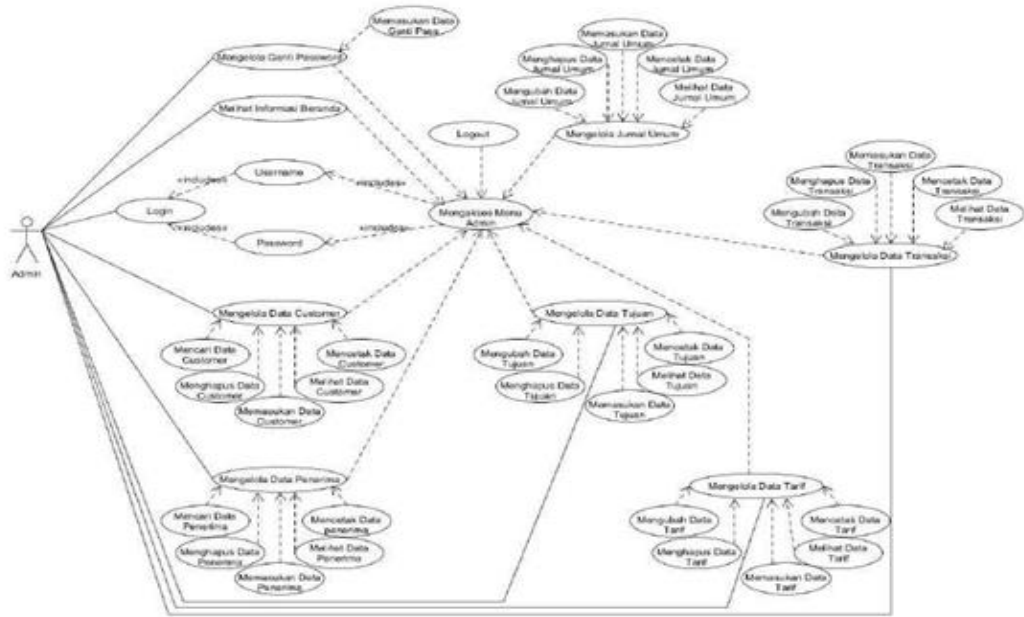 Memasukan Data
Ganti Pass
Mengelola Ganti Password
Melihat Informasi Beranda
Username
«includes»
«includes»
Login
«includes»
«includes»
Password
Admin
Logout
Mengakses Menu
Admin
Memasukan Data
Jurnal Umum
Menghapus Data
Jurnal Umum
Mencetak Data
Jurnal Umum
Mengubah Data
Jurnal Umum
Melihat Data
Jurnal Umum
Mengelola Jurnal Umum
Memasukan Data
Transaksi
Menghapus Data
Transaksi
Mencetak Data
Transaksi
Mengubah Data
Transaksi
Melihat Data
Transaksi
Mengelola Data Transaksi
Mengelola Data Customer
Mencari Data
Customer
Mencetak Data
Customer
Menghapus Data
Customer
Melihat Data
Customer
Memasukan Data
Customer
Mengelola Data Tujuan
Mengubah Data
Tujuan
Mencetak Data
Tujuan
Menghapus Data
Tujuan
Melihat Data
Tujuan
Memasukan Data
Tujuan
Mengelola Data Penerima
Mencari Data
Penerima
Mencetak Data
penerima
Menghapus Data
Penerima
Melihat Data
Penerima
Memasukan Data
Penerima
Mengelola Data Tarif
Mengubah Data
Tarif
Mencetak Data
Tarif
Menghapus Data
Tarif
Melihat Data
Tarif
Memasukan Data
Tarif